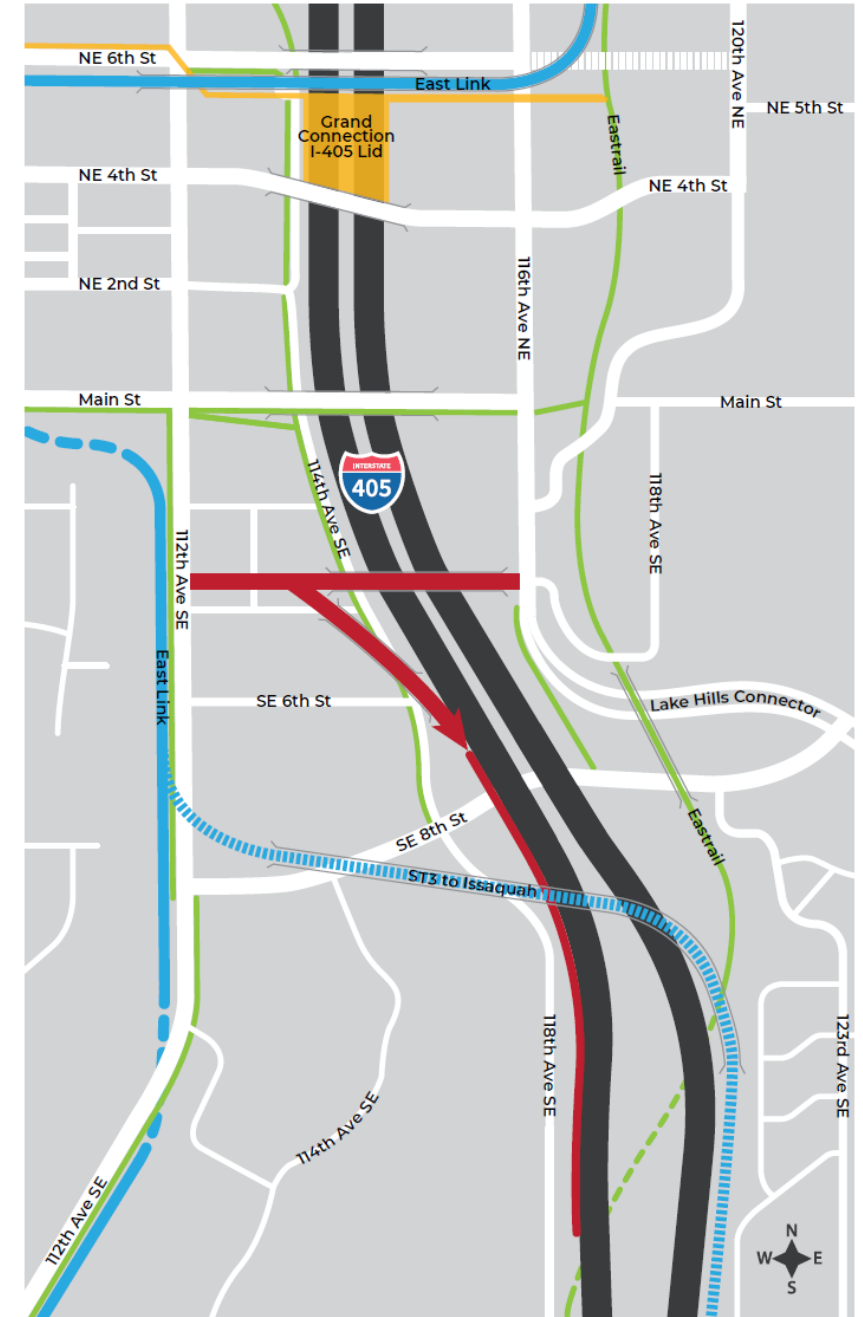 120th Ave NE
NE 6th St
East Link
NE 5th St
Grand
Connection
I-405 Lid
Eastrail
NE 4th St
NE 4th St
NE 2nd St
116th Ave NE
Main St
Main St
INTERSTATE
405
114th Ave SE
118th Ave SE
112th Ave SE
East Link
SE 6th St
Lake Hills Connector
SE 8th St
Eastrail
ST3 to Issaquah
118th Ave SE
123rd Ave SE
114th Ave SE
112th Ave SE
N
W E
S